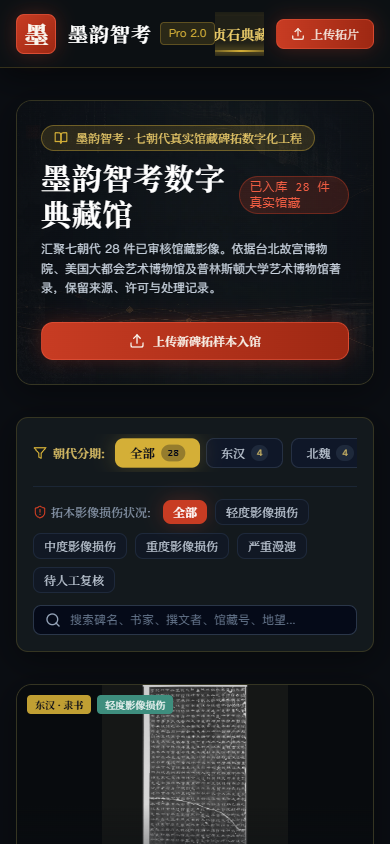 墨
墨韵智考
Pro 2.0
贞石典藏
上传拓片
墨韵智考 · 七朝代真实馆藏碑拓数字化工程
墨韵智考数字
典藏馆
已入库 28 件
真实馆藏
汇聚七朝代 28 件已审核馆藏影像。依据台北故宫博物
院、美国大都会艺术博物馆及普林斯顿大学艺术博物馆著
录，保留来源、许可与处理记录。
上传新碑拓样本入馆
朝代分期: 全部 28 东汉 4 北魏 4
拓本影像损伤状况: 全部 轻度影像损伤
中度影像损伤 重度影像损伤 严重漫漶
待人工复核
搜索碑名、书家、撰文者、馆藏号、地望...
东汉 · 隶书 轻度影像损伤